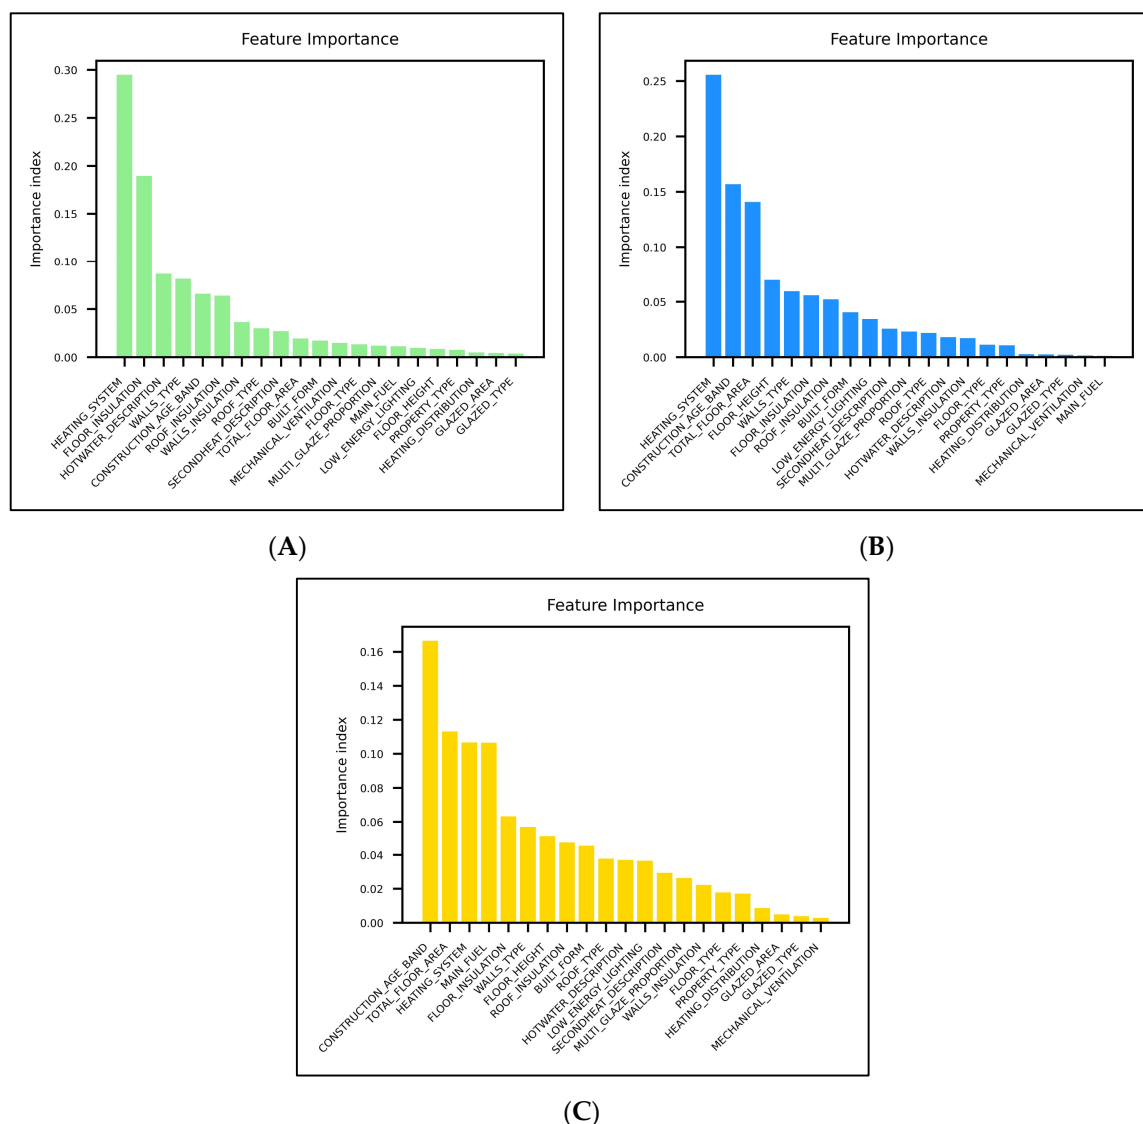 Feature Importance
Importance index
0.30
0.25
0.20
0.15
0.10
0.05
0.00
HEATING_SYSTEM
FLOOR_INSULATION
HOTWATER_DESCRIPTION
WALLS_TYPE
CONSTRUCTION_AGE_BAND
ROOF_INSULATION
WALLS_INSULATION
ROOF_TYPE
SECONDHEAT_DESCRIPTION
TOTAL_FLOOR_AREA
BUILT_FORM
MECHANICAL_VENTILATION
FLOOR_TYPE
MULTI_GLAZE_PROPORTION
MAIN_FUEL
LOW_ENERGY_LIGHTING
FLOOR_HEIGHT
PROPERTY_TYPE
HEATING_DISTRIBUTION
GLAZED_AREA
GLAZED_TYPE
(A)
Feature Importance
Importance index
0.25
0.20
0.15
0.10
0.05
0.00
HEATING_SYSTEM
CONSTRUCTION_AGE_BAND
TOTAL_FLOOR_AREA
FLOOR_HEIGHT
WALLS_TYPE
FLOOR_INSULATION
ROOF_INSULATION
BUILT_FORM
LOW_ENERGY_LIGHTING
SECONDHEAT_DESCRIPTION
MULTI_GLAZE_PROPORTION
ROOF_TYPE
HOTWATER_DESCRIPTION
WALLS_INSULATION
FLOOR_TYPE
PROPERTY_TYPE
HEATING_DISTRIBUTION
GLAZED_AREA
GLAZED_TYPE
MECHANICAL_VENTILATION
MAIN_FUEL
(B)
Feature Importance
Importance index
0.16
0.14
0.12
0.10
0.08
0.06
0.04
0.02
0.00
CONSTRUCTION_AGE_BAND
TOTAL_FLOOR_AREA
HEATING_SYSTEM
MAIN_FUEL
FLOOR_INSULATION
WALLS_TYPE
FLOOR_HEIGHT
ROOF_INSULATION
BUILT_FORM
ROOF_TYPE
HOTWATER_DESCRIPTION
LOW_ENERGY_LIGHTING
SECONDHEAT_DESCRIPTION
MULTI_GLAZE_PROPORTION
WALLS_INSULATION
FLOOR_TYPE
PROPERTY_TYPE
HEATING_DISTRIBUTION
GLAZED_AREA
GLAZED_TYPE
MECHANICAL_VENTILATION
(C)